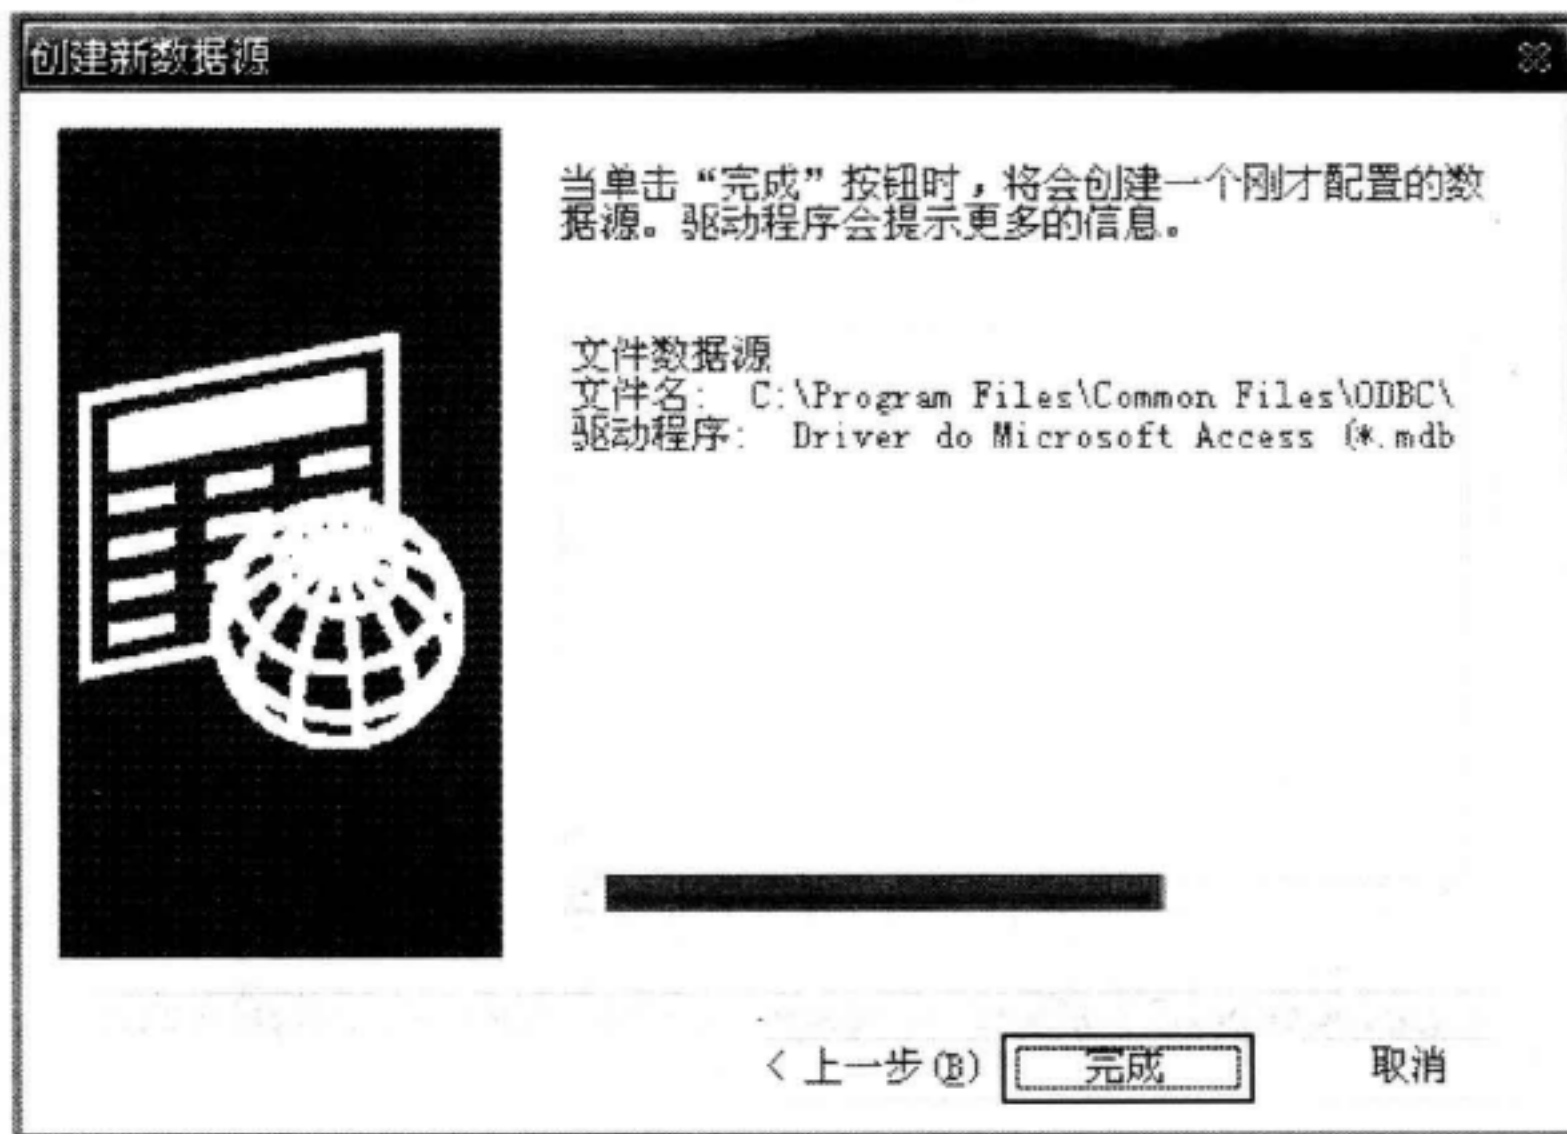 创建新数据源
当单击“完成”按钮时，将会创建一个刚才配置的数
据源。驱动程序会提示更多的信息。
文件数据源
文件名： C:\Program Files\Common Files\ODBC\
驱动程序： Driver do Microsoft Access (*.mdb
< 上一步(B)
完成
取消